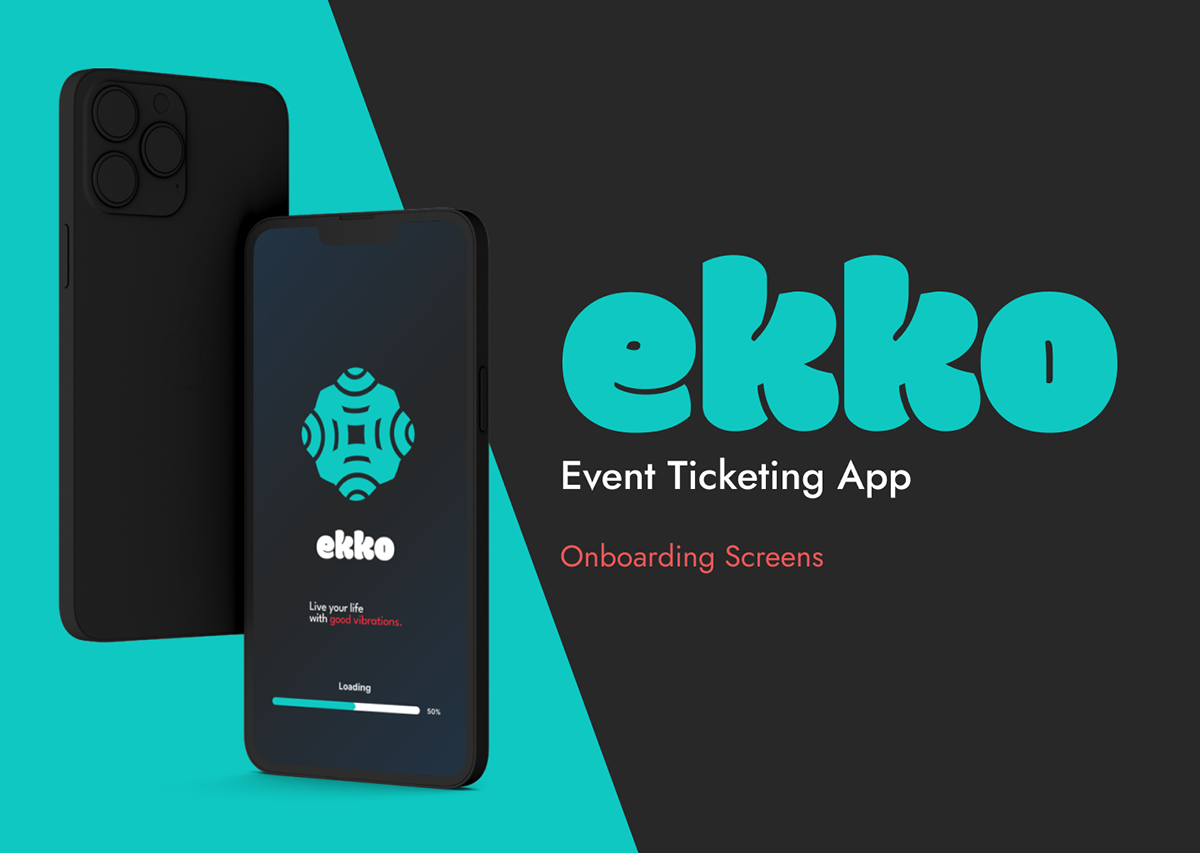 ekko
Event Ticketing App
Onboarding Screens
ekko
Live your life
with good vibrations.
Loading
50%